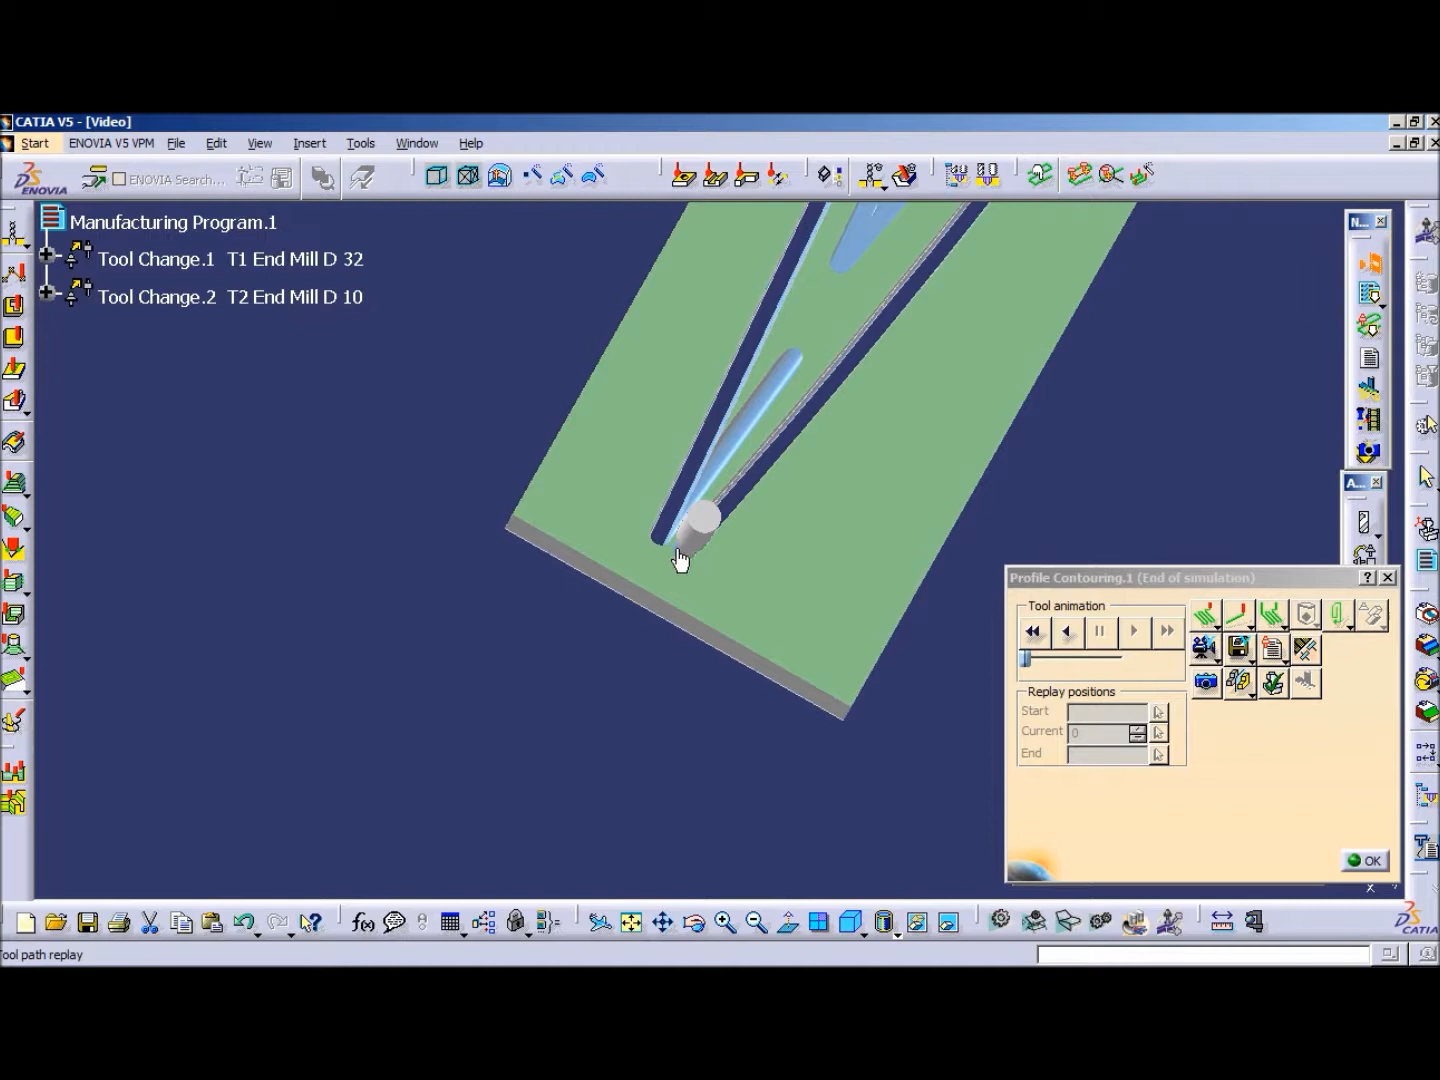 CATIA V5 - [Video]
Start ENOVIA V5 VPM File Edit View Insert Tools Window Help
ENOVIA
ENOVIA Search...
Manufacturing Program.1
Tool Change.1 T1 End Mill D 32
Tool Change.2 T2 End Mill D 10
N...
A...
Profile Contouring.1 (End of simulation)
Tool animation
Replay positions
Start
Current 0
End
OK
x
f(x)
CATIA
ool path replay